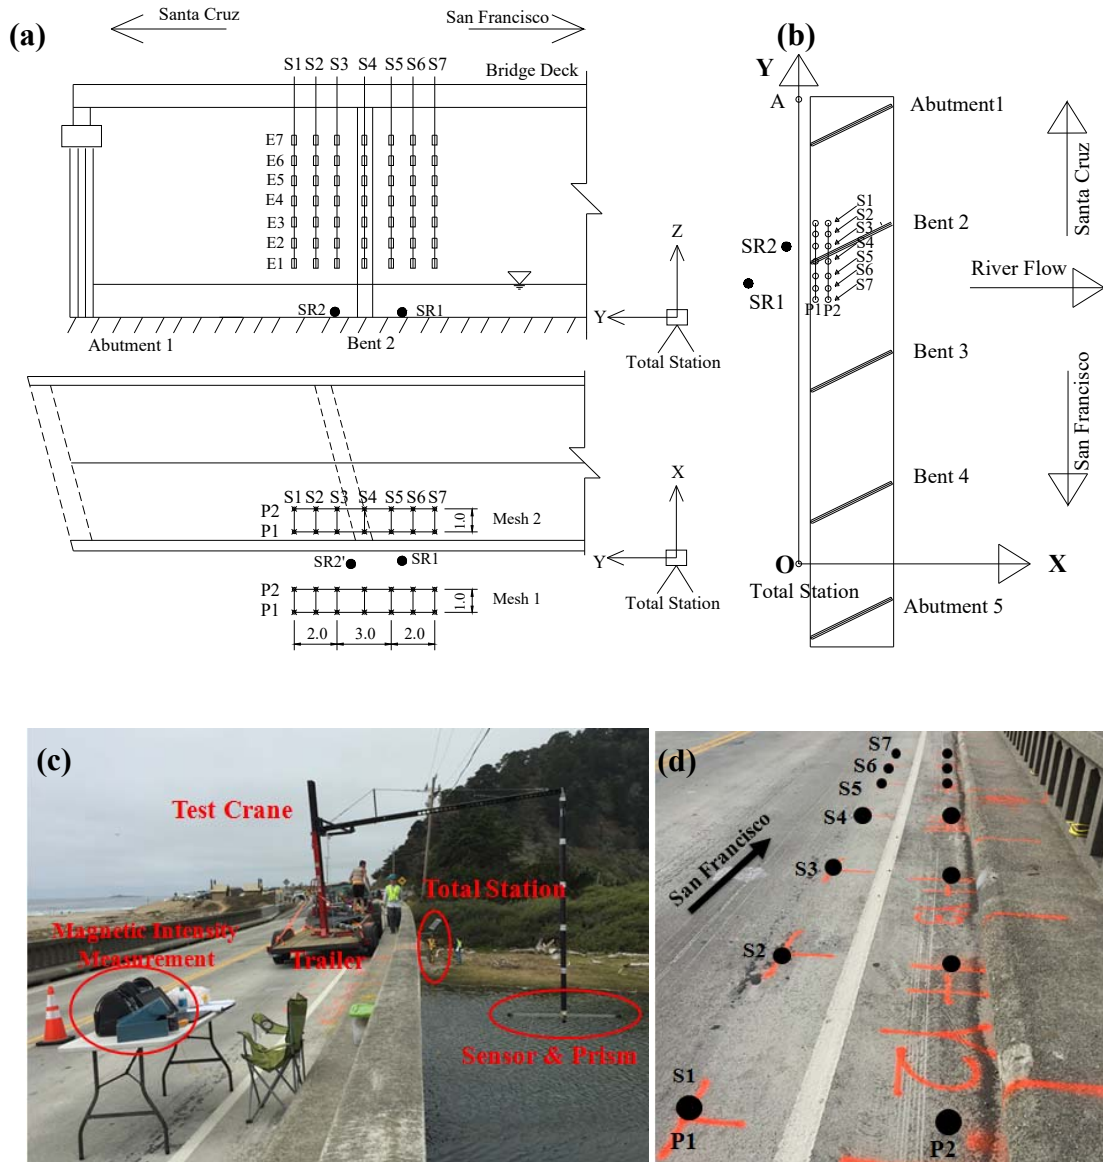 (a)
Santa Cruz
San Francisco
S1 S2 S3 S4 S5 S6 S7
Bridge Deck
E7
E6
E5
E4
E3
E2
E1
Z
SR2
SR1
Y
Abutment 1
Bent 2
Total Station
X
S1 S2 S3 S4 S5 S6 S7
P2
P1
1.0
Mesh 2
SR2'
SR1
Y
P2
P1
1.0
Mesh 1
Total Station
2.0
3.0
2.0
(b)
Y
A
Abutment1
Santa Cruz
S1
S2
S3
S4
S5
S6
S7
Bent 2
SR2
SR1
P1 P2
River Flow
Bent 3
San Francisco
Bent 4
O
X
Total Station
Abutment 5
(c)
Test Crane
Total Station
Magnetic Intensity
Measurement
Trailer
Sensor & Prism
(d)
S7
S6
S5
S4
San Francisco
S3
S2
S1
P1
P2